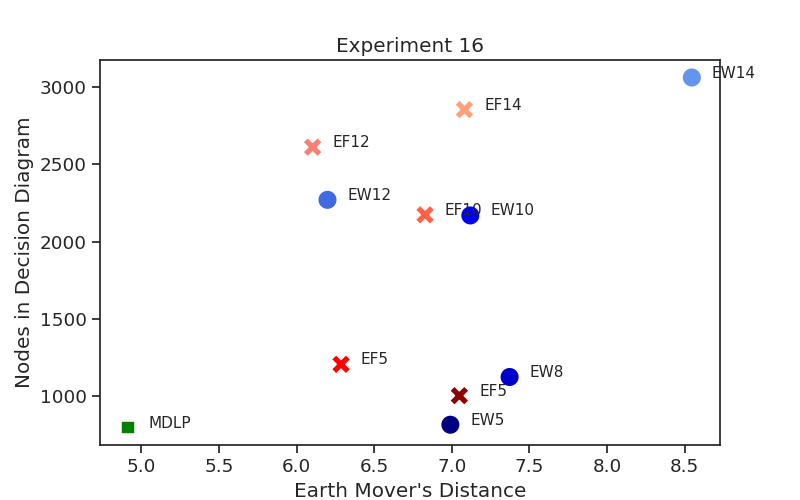 Experiment 16
Nodes in Decision Diagram
3000
2500
2000
1500
1000
EW14
EF14
EF12
EW12
EF10
EW10
EF5
EW8
EF5
EW5
MDLP
5.0 5.5 6.0 6.5 7.0 7.5 8.0 8.5
Earth Mover's Distance